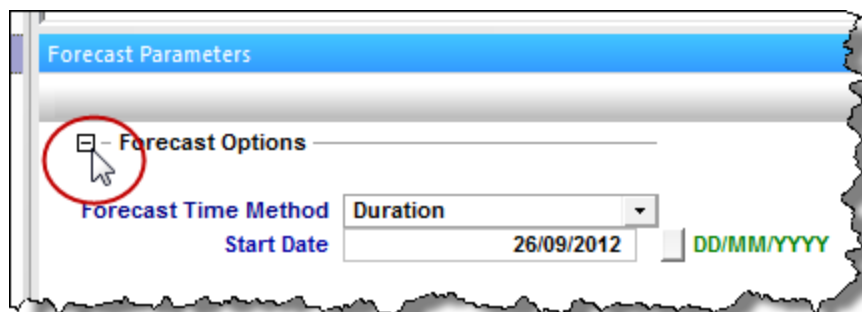 Forecast Parameters
Forecast Options
Forecast Time Method Duration
Start Date 26/09/2012 DD/MM/YYYY